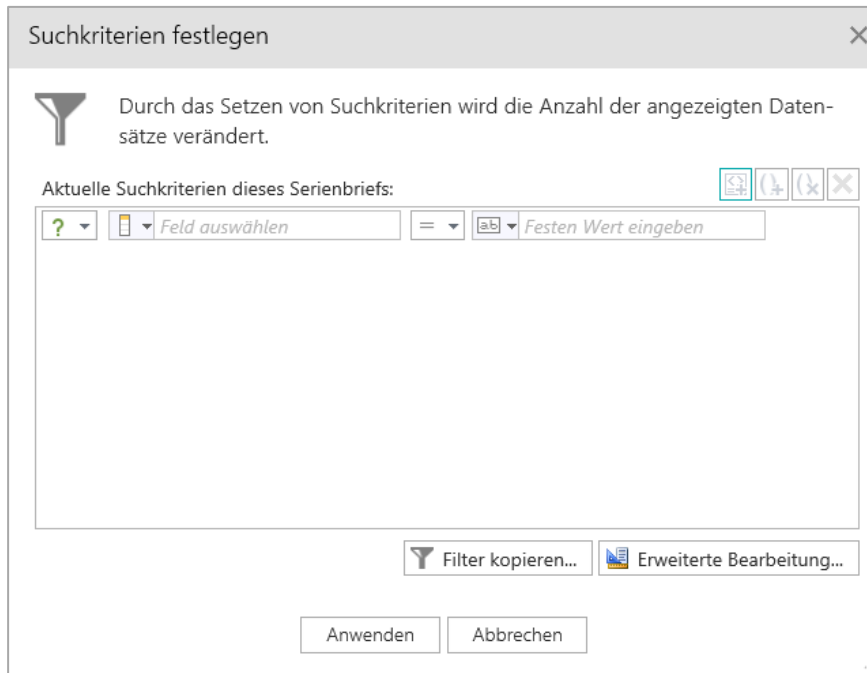 Suchkriterien festlegen
Durch das Setzen von Suchkriterien wird die Anzahl der angezeigten Daten-
sätze verändert.
Aktuelle Suchkriterien dieses Serienbriefs:
? Feld auswählen = ab Festen Wert eingeben
Filter kopieren... Erweiterte Bearbeitung...
Anwenden Abbrechen